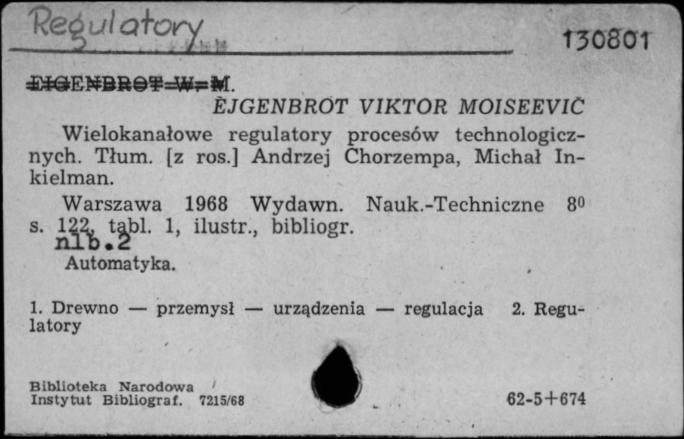 Regulatory
130801
EIGENBROT W. M.
ĖJGENBROT VIKTOR MOISEEVIČ
Wielokanałowe regulatory procesów technologicz-
nych. Tłum. [z ros.] Andrzej Chorzempa, Michał In-
kielman.
Warszawa 1968 Wydawn. Nauk.-Techniczne 8⁰
s. 122, tabl. 1, ilustr., bibliogr.
nlb.2
Automatyka.
1. Drewno — przemysł — urządzenia — regulacja 2. Regu-
latory
Biblioteka Narodowa
Instytut Bibliograf. 7215/68
62-5+674